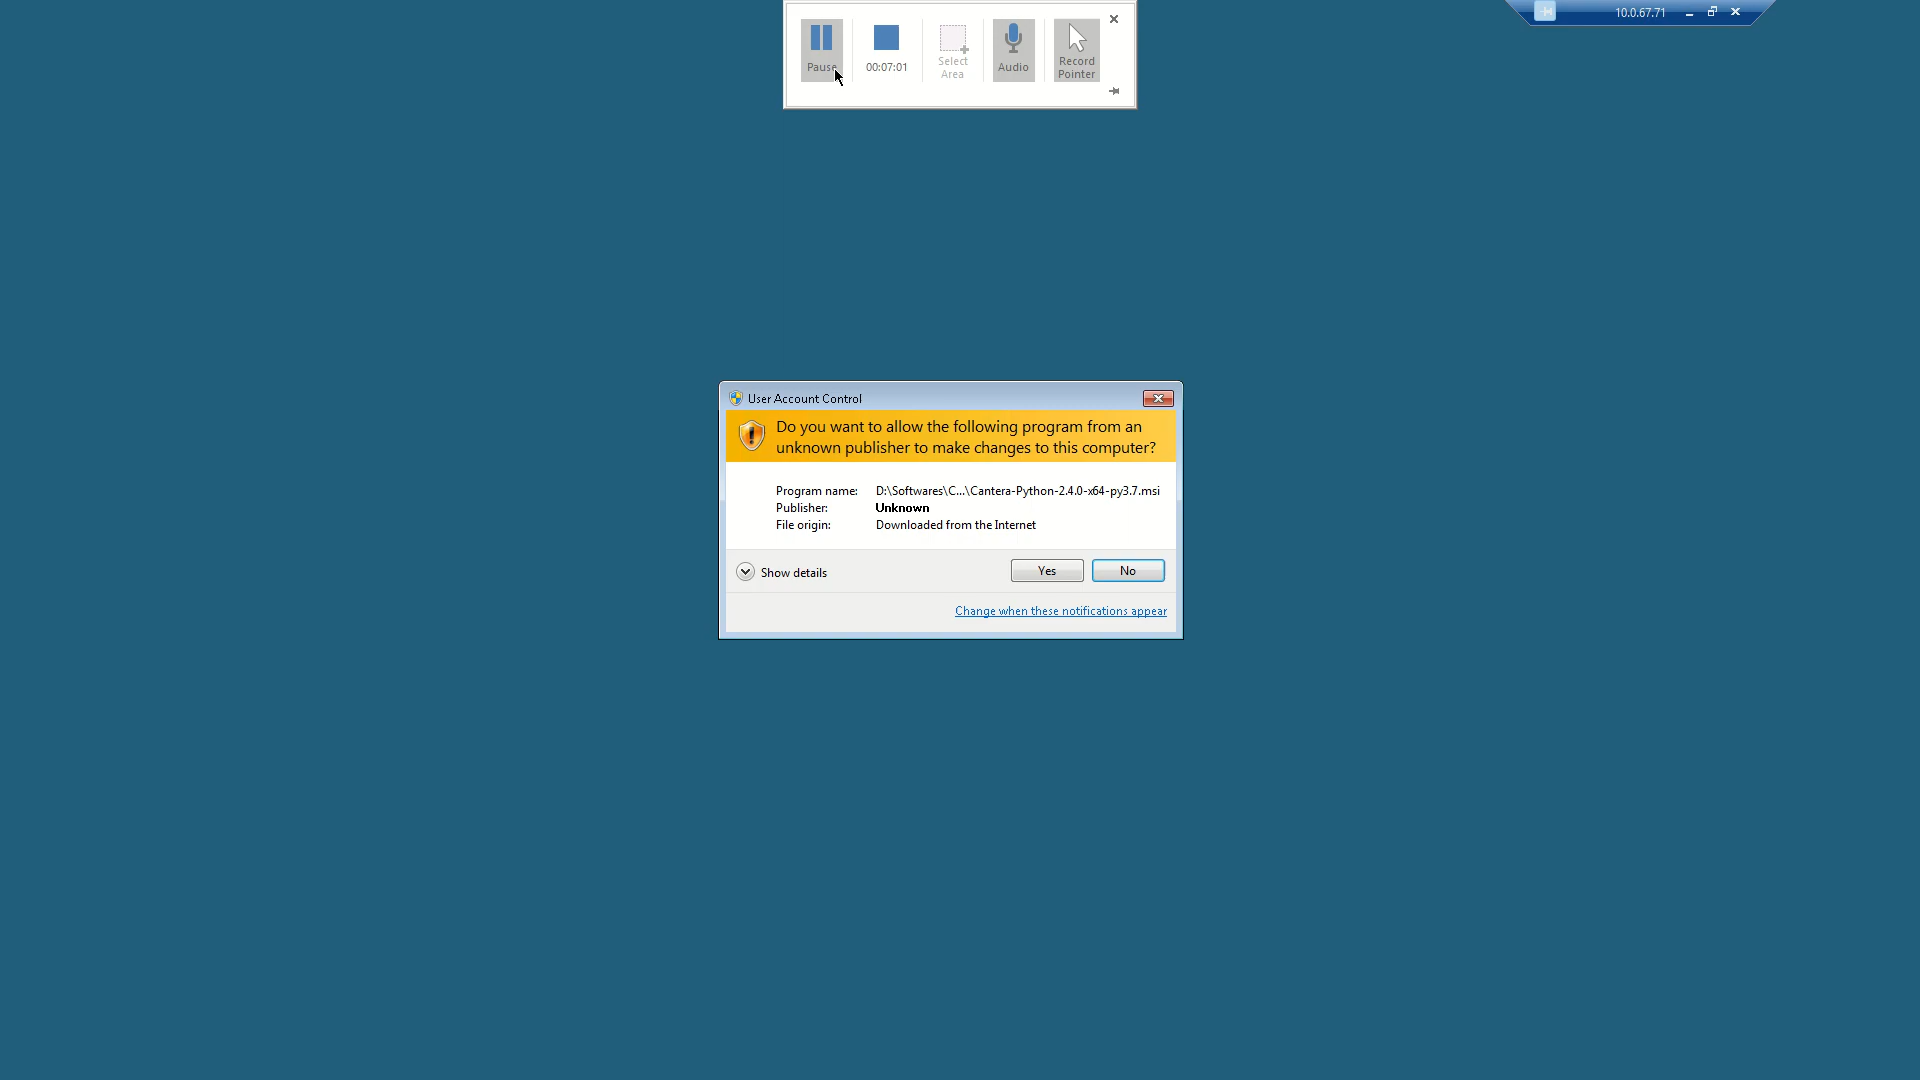 10.0.67.71
Pause
00:07:01
Select
Area
Audio
Record
Pointer
User Account Control
Do you want to allow the following program from an
unknown publisher to make changes to this computer?
Program name: D:\Softwares\C...\Cantera-Python-2.4.0-x64-py3.7.msi
Publisher: Unknown
File origin: Downloaded from the Internet
Show details
Yes
No
Change when these notifications appear